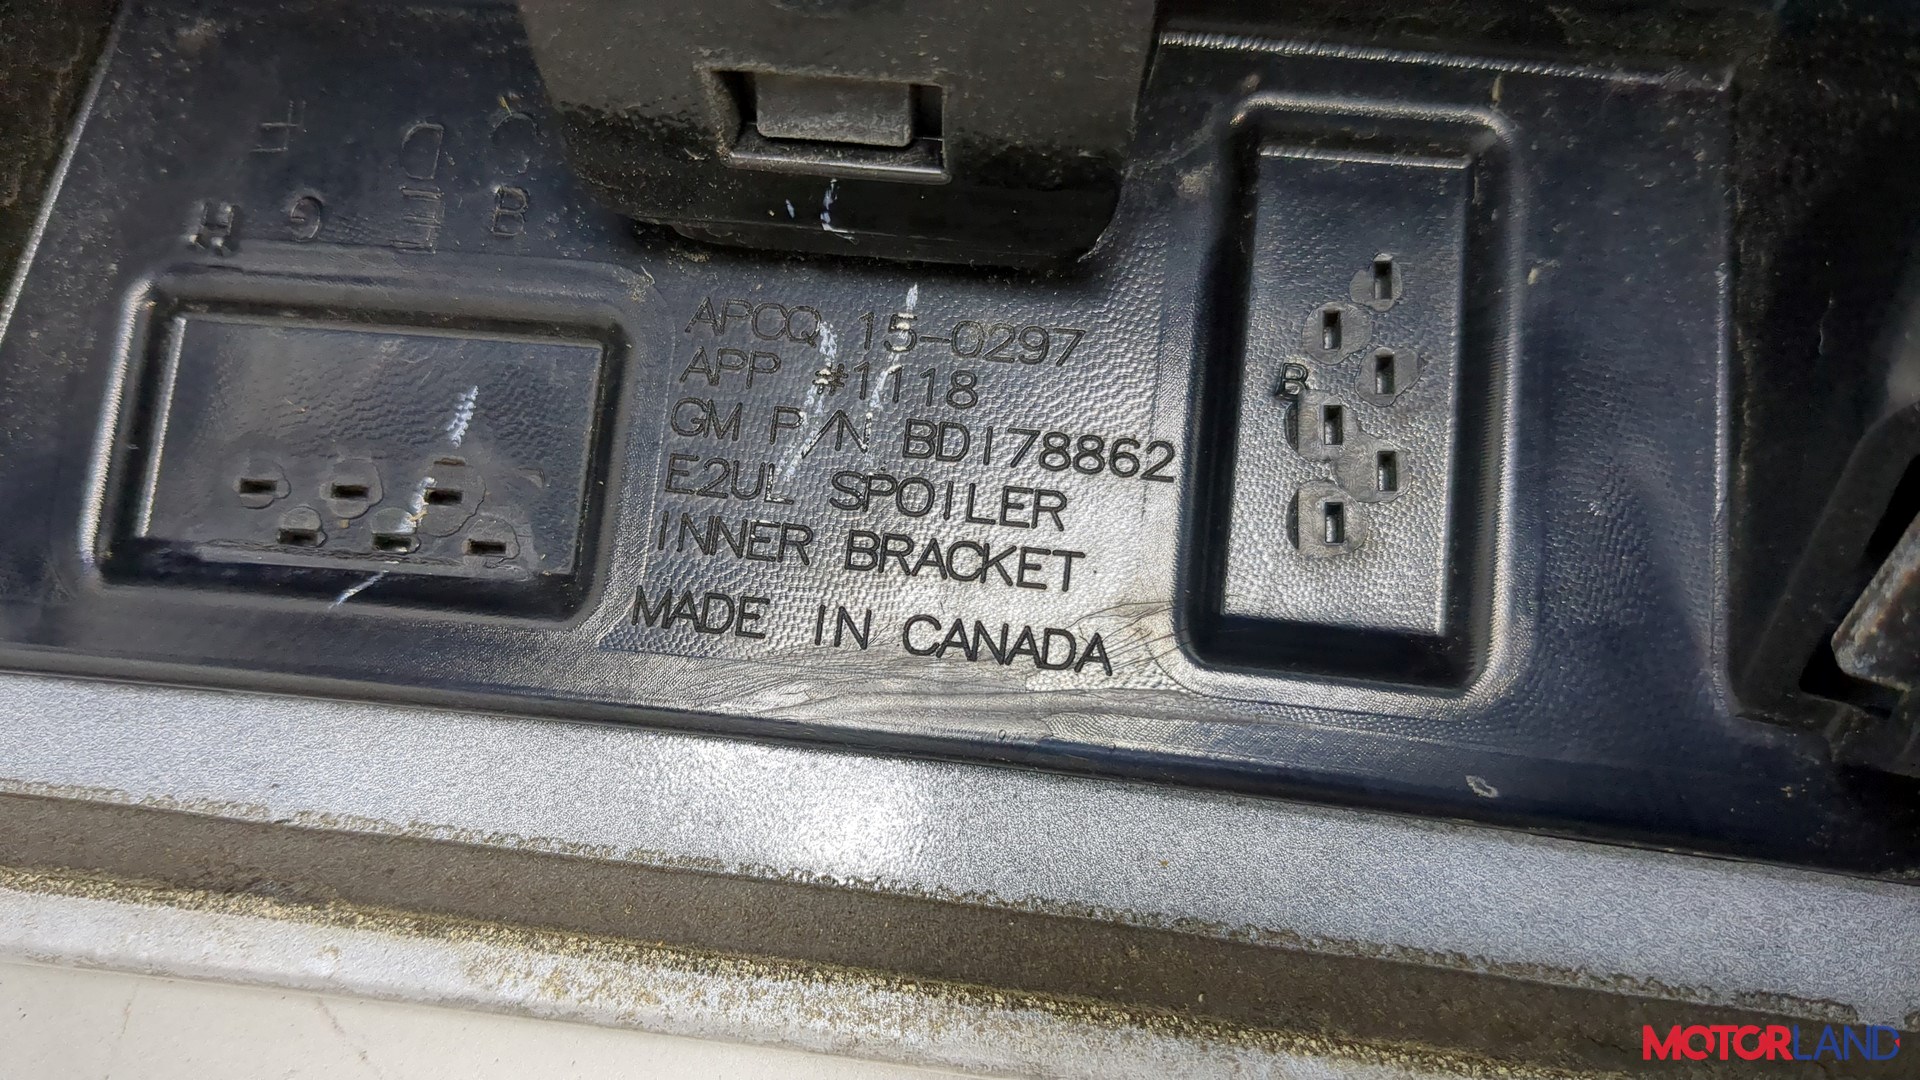 F D C
H G E B
APCQ 15-0297
APP #1118
GM P/N BD178862
E2UL SPOILER
INNER BRACKET
MADE IN CANADA
B
MOTORLAND